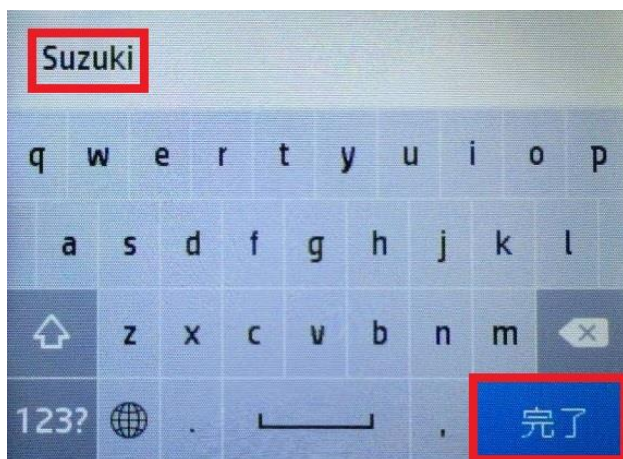 Suzuki
q w e r t y u i o p
a s d f g h j k l
z x c v b n m
123? . , 完了